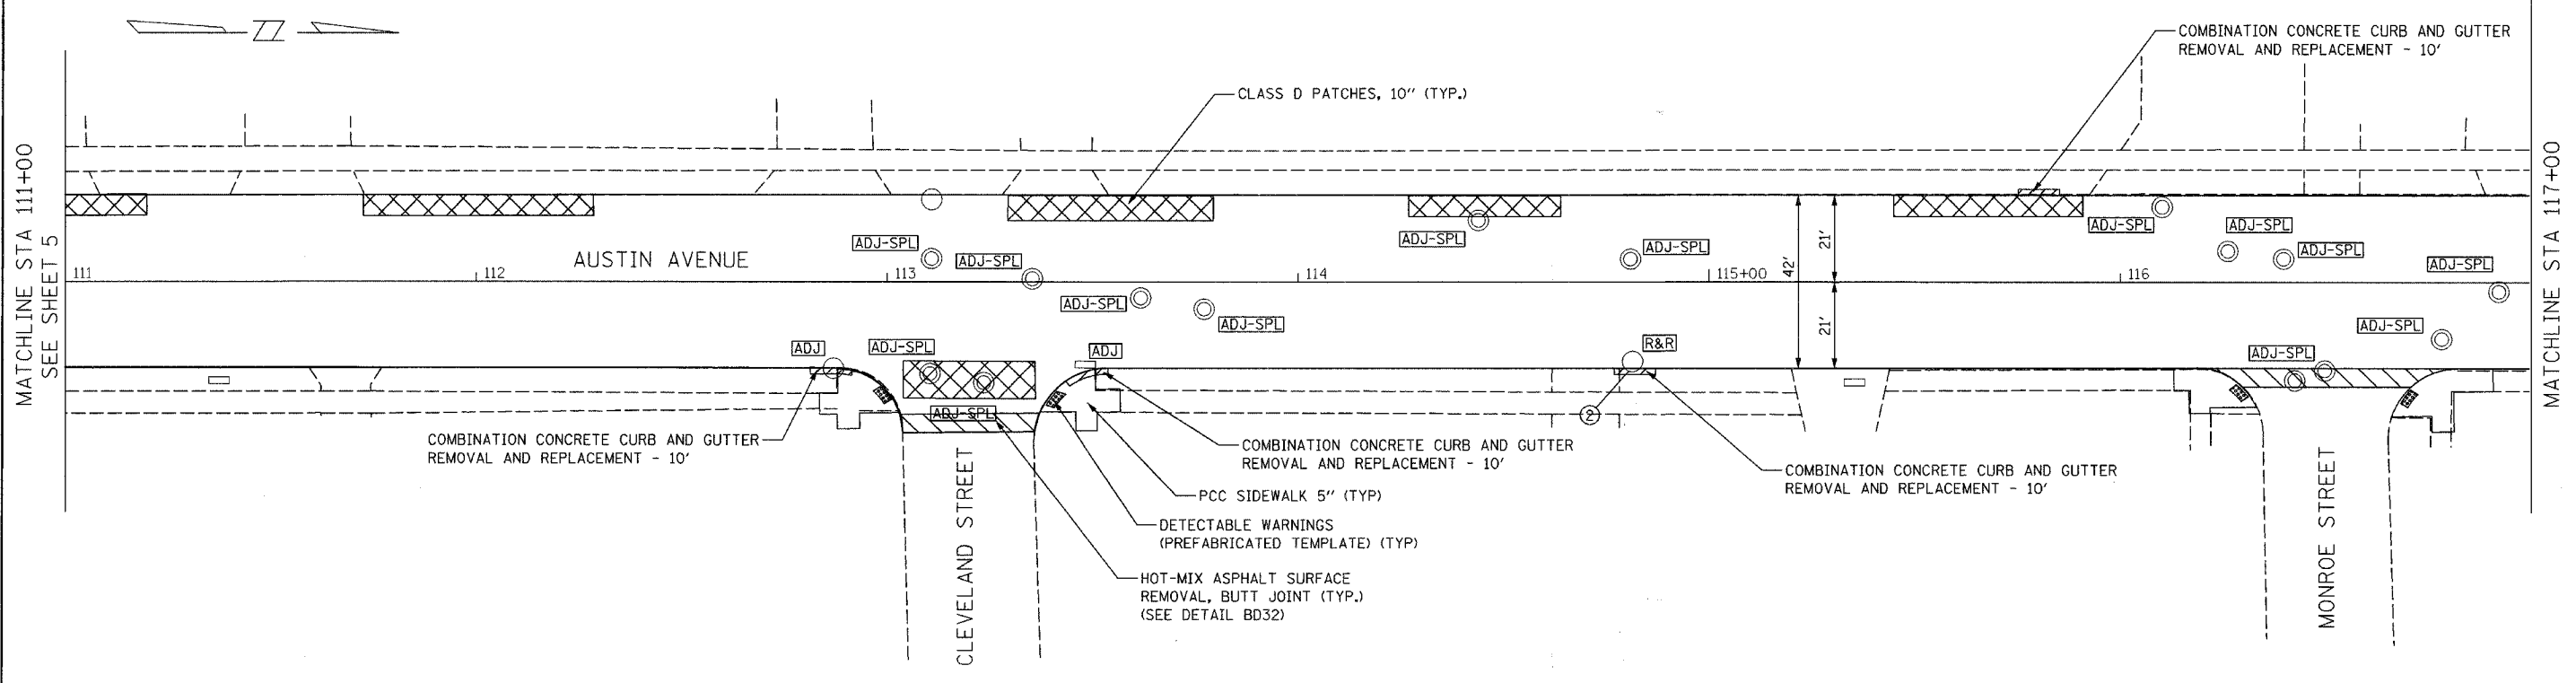 Z
COMBINATION CONCRETE CURB AND GUTTER
REMOVAL AND REPLACEMENT - 10'
CLASS D PATCHES, 10" (TYP.)
MATCHLINE STA 111+00
SEE SHEET 5
MATCHLINE STA 117+00
ADJ-SPL
ADJ-SPL
ADJ-SPL
ADJ-SPL
ADJ-SPL
ADJ-SPL
ADJ-SPL
ADJ-SPL
AUSTIN AVENUE
111
112
113
114
115+00
116
42'
21'
21'
ADJ-SPL
ADJ-SPL
ADJ-SPL
ADJ
ADJ-SPL
ADJ
R&R
ADJ-SPL
ADJ-SPL
2
COMBINATION CONCRETE CURB AND GUTTER
REMOVAL AND REPLACEMENT - 10'
COMBINATION CONCRETE CURB AND GUTTER
REMOVAL AND REPLACEMENT - 10'
COMBINATION CONCRETE CURB AND GUTTER
REMOVAL AND REPLACEMENT - 10'
PCC SIDEWALK 5" (TYP)
DETECTABLE WARNINGS
(PREFABRICATED TEMPLATE) (TYP)
HOT-MIX ASPHALT SURFACE
REMOVAL, BUTT JOINT (TYP.)
(SEE DETAIL BD32)
CLEVELAND STREET
MONROE STREET